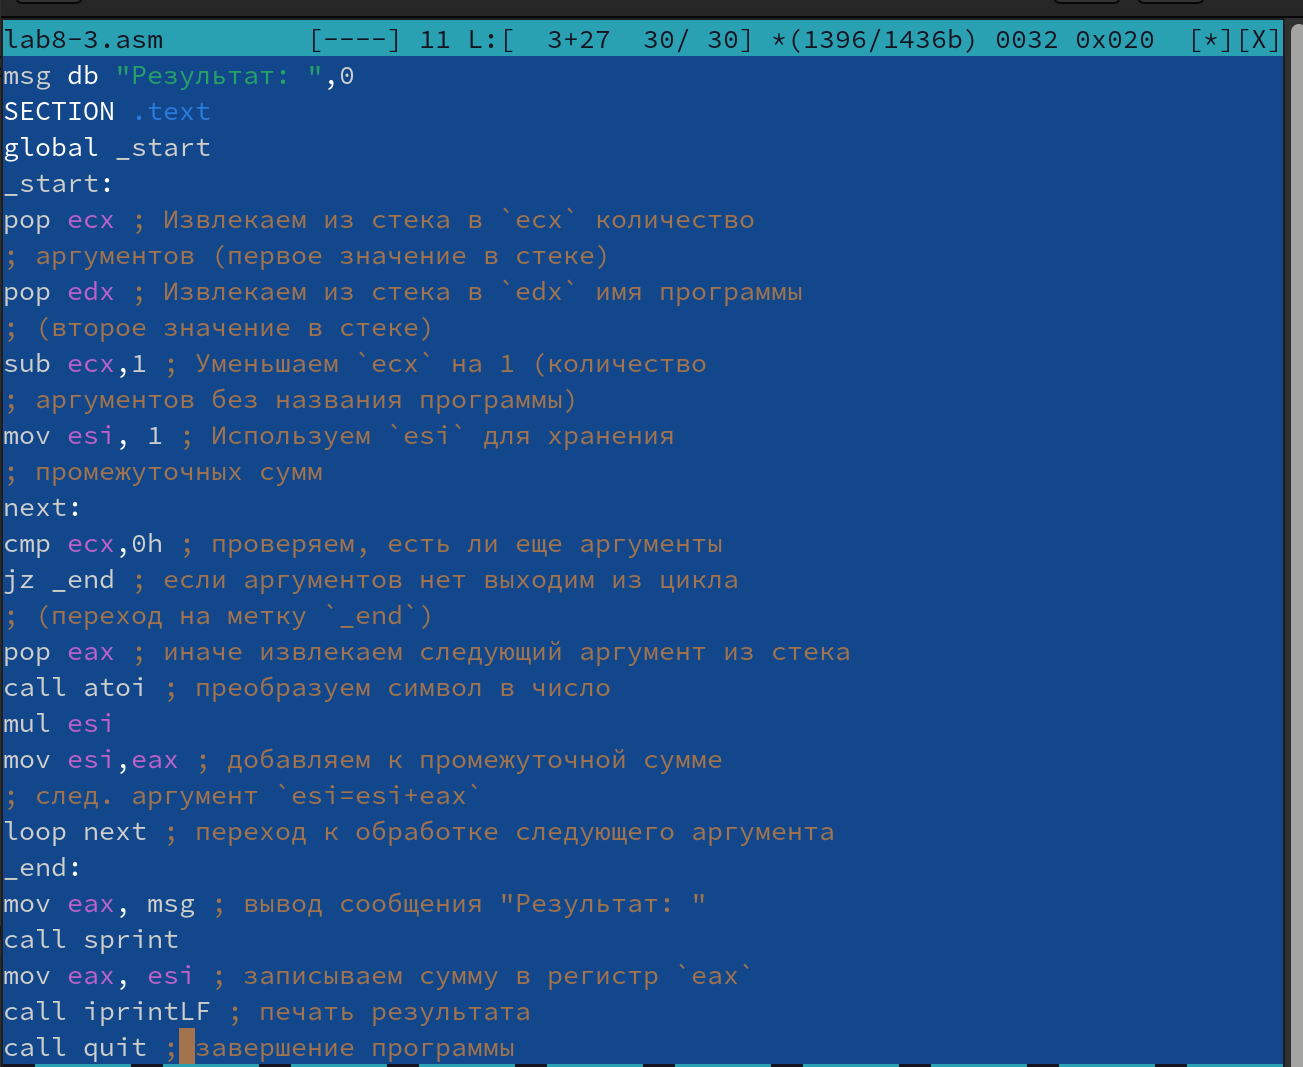 lab8-3.asm [----] 11 L:[ 3+27 30/ 30] *(1396/1436b) 0032 0x020 [*][X]
msg db "Результат: ",0
SECTION .text
global _start
_start:
pop ecx ; Извлекаем из стека в `ecx` количество
; аргументов (первое значение в стеке)
pop edx ; Извлекаем из стека в `edx` имя программы
; (второе значение в стеке)
sub ecx,1 ; Уменьшаем `ecx` на 1 (количество
; аргументов без названия программы)
mov esi, 1 ; Используем `esi` для хранения
; промежуточных сумм
next:
cmp ecx,0h ; проверяем, есть ли еще аргументы
jz _end ; если аргументов нет выходим из цикла
; (переход на метку `_end`)
pop eax ; иначе извлекаем следующий аргумент из стека
call atoi ; преобразуем символ в число
mul esi
mov esi,eax ; добавляем к промежуточной сумме
; след. аргумент `esi=esi+eax`
loop next ; переход к обработке следующего аргумента
_end:
mov eax, msg ; вывод сообщения "Результат: "
call sprint
mov eax, esi ; записываем сумму в регистр `eax`
call iprintLF ; печать результата
call quit ; завершение программы